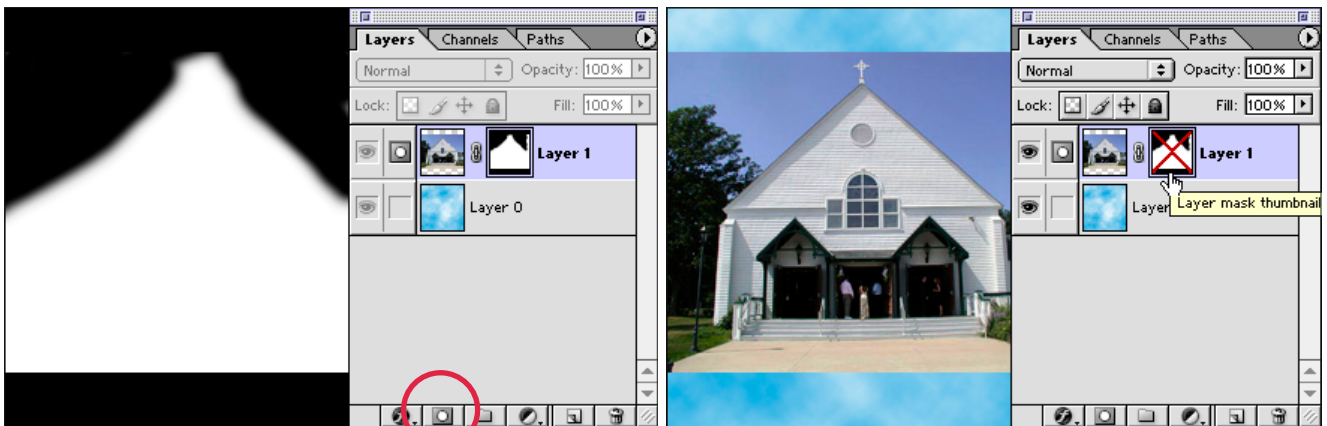 Layers Channels Paths
Normal Opacity: 100%
Lock: Fill: 100%
Layer 1
Layer 0
Layers Channels Paths
Normal Opacity: 100%
Lock: Fill: 100%
Layer 1
Layer
Layer mask thumbnail